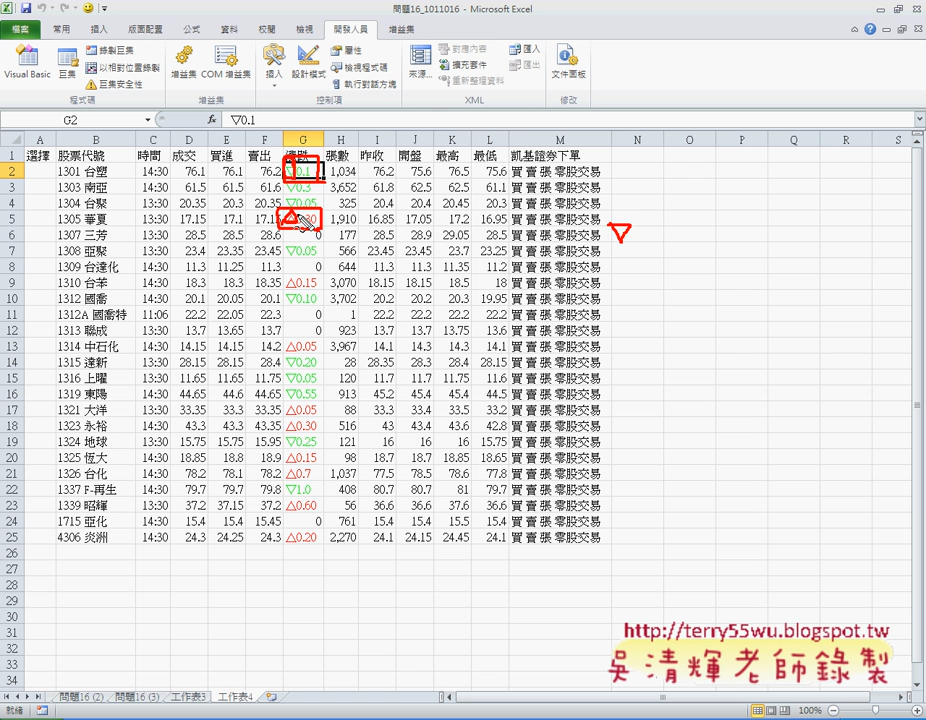 問題16_1011016 - Microsoft Excel
檔案 常用 插入 版面配置 公式 資料 校閱 檢視 開發人員 增益集
Visual Basic 巨集 錄製巨集 以相對位置錄製 巨集安全性 增益集 COM 增益集 插入 設計模式 屬性 檢視程式碼 執行對話方塊 來源... 對應內容 擴充套件 重新整理資料 匯入 匯出 文件面板
程式碼 增益集 控制項 XML 修改
G2 fx ▽0.1
A B C D E F G H I J K L M N O P Q R S
1 選擇 股票代號 時間 成交 買進 賣出 漲跌 張數 昨收 開盤 最高 最低 凱基證券下單
2 1301 台塑 14:30 76.1 76.1 76.2 ▽0.1 1,034 76.2 75.6 76.5 75.6 買 賣 張 零股交易
3 1303 南亞 13:30 61.5 61.5 61.6 ▽0.3 3,652 61.8 62.5 62.5 61.1 買 賣 張 零股交易
4 1304 台聚 13:30 20.35 20.3 20.35 ▽0.05 325 20.4 20.4 20.45 20.3 買 賣 張 零股交易
5 1305 華夏 14:30 17.15 17.1 17.15 △0.30 1,910 16.85 17.05 17.2 16.95 買 賣 張 零股交易
6 1307 三芳 14:30 28.5 28.5 28.6 0 177 28.5 28.9 29.05 28.5 買 賣 張 零股交易
7 1308 亞聚 13:30 23.4 23.35 23.45 ▽0.05 566 23.45 23.45 23.7 23.25 買 賣 張 零股交易
8 1309 台達化 14:30 11.3 11.25 11.3 0 644 11.3 11.3 11.35 11.2 買 賣 張 零股交易
9 1310 台苯 14:30 18.3 18.3 18.35 △0.15 3,070 18.15 18.15 18.5 18 買 賣 張 零股交易
10 1312 國喬 14:30 20.1 20.05 20.1 ▽0.10 3,702 20.2 20.2 20.3 19.95 買 賣 張 零股交易
11 1312A 國喬特 11:06 22.2 22.05 22.3 0 1 22.2 22.2 22.2 22.2 買 賣 張 零股交易
12 1313 聯成 13:30 13.7 13.65 13.7 0 923 13.7 13.7 13.75 13.6 買 賣 張 零股交易
13 1314 中石化 14:30 14.15 14.15 14.2 △0.05 3,967 14.1 14.3 14.3 14.1 買 賣 張 零股交易
14 1315 達新 13:30 28.15 28.15 28.4 ▽0.20 28 28.35 28.3 28.4 28.15 買 賣 張 零股交易
15 1316 上曜 13:30 11.65 11.65 11.75 ▽0.05 120 11.7 11.7 11.75 11.6 買 賣 張 零股交易
16 1319 東陽 14:30 44.65 44.6 44.65 ▽0.55 913 45.2 45.4 45.4 44.5 買 賣 張 零股交易
17 1321 大洋 13:30 33.35 33.3 33.35 △0.05 88 33.3 33.4 33.5 33.2 買 賣 張 零股交易
18 1323 永裕 14:30 43.3 43.3 43.35 △0.30 516 43 43.4 43.6 42.8 買 賣 張 零股交易
19 1324 地球 13:30 15.75 15.75 15.95 ▽0.25 121 16 16 16 15.75 買 賣 張 零股交易
20 1325 恆大 14:30 18.85 18.8 18.9 △0.15 98 18.7 18.7 18.85 18.65 買 賣 張 零股交易
21 1326 台化 14:30 78.2 78.1 78.2 △0.7 1,037 77.5 78.5 78.6 77.8 買 賣 張 零股交易
22 1337 F-再生 14:30 79.7 79.7 79.8 ▽1.0 408 80.7 80.7 81 79.7 買 賣 張 零股交易
23 1339 昭輝 13:30 37.2 37.15 37.2 △0.60 56 36.6 36.6 37.6 36.6 買 賣 張 零股交易
24 1715 亞化 14:30 15.4 15.4 15.45 0 761 15.4 15.4 15.5 15.4 買 賣 張 零股交易
25 4306 炎洲 14:30 24.3 24.25 24.3 △0.20 2,270 24.1 24.15 24.45 24.1 買 賣 張 零股交易
26
27
28
29
30
31
32
33
34
http://terry55wu.blogspot.tw
吳清輝老師錄製
問題16 (2) 問題16 (3) 工作表3 工作表4
就緒 100%